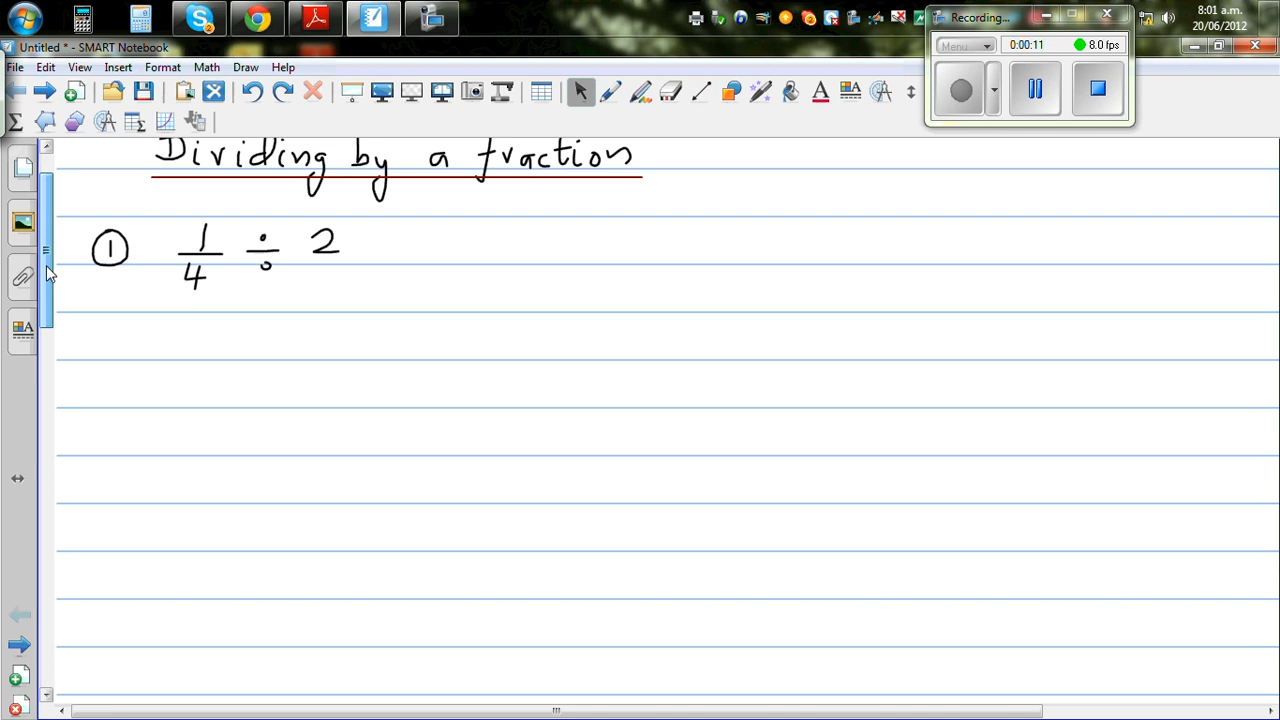 8:01 a.m.
20/06/2012
Recording...
Untitled * - SMART Notebook
Menu
0:00:11
8.0 fps
File Edit View Insert Format Math Draw Help
Dividing by a fraction
① 1/4 ÷ 2